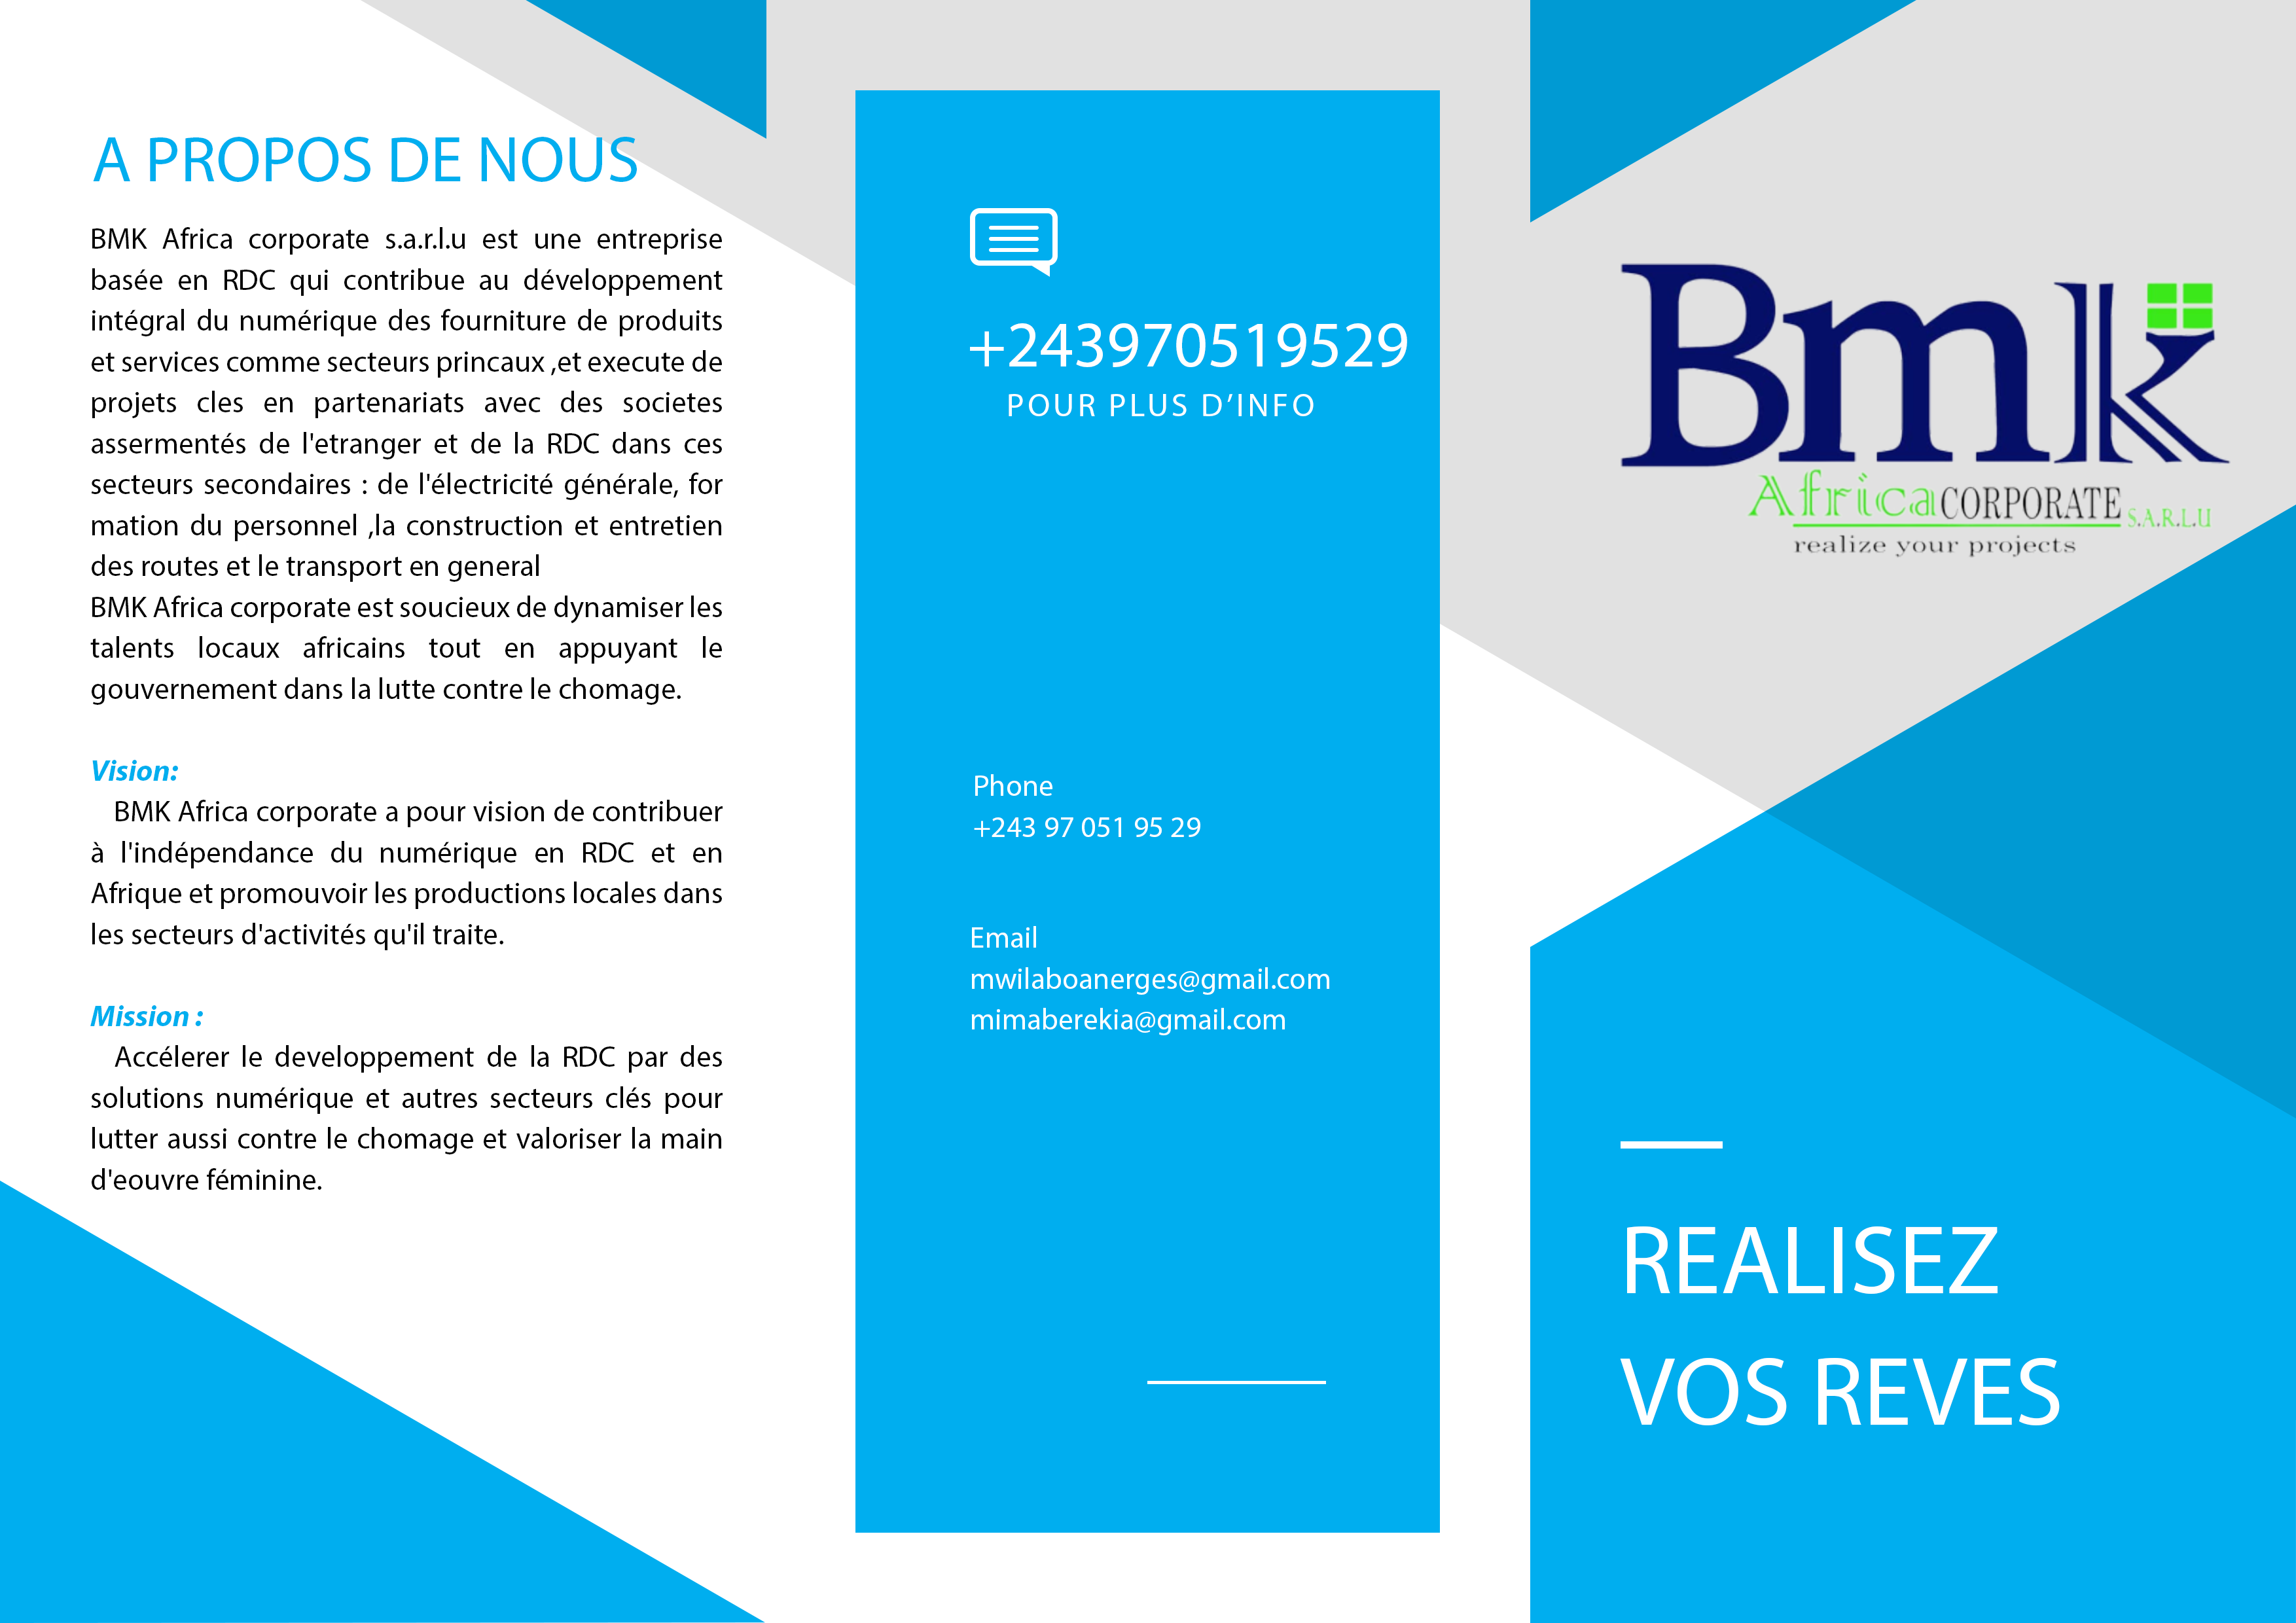 A PROPOS DE NOUS
BMK Africa corporate s.a.r.l.u est une entreprise
basée en RDC qui contribue au développement
intégral du numérique des fourniture de produits
et services comme secteurs princaux ,et execute de
projets cles en partenariats avec des societes
assermentés de l'etranger et de la RDC dans ces
secteurs secondaires : de l'électricité générale, for
mation du personnel ,la construction et entretien
des routes et le transport en general
BMK Africa corporate est soucieux de dynamiser les
talents locaux africains tout en appuyant le
gouvernement dans la lutte contre le chomage.
Vision:
BMK Africa corporate a pour vision de contribuer
à l'indépendance du numérique en RDC et en
Afrique et promouvoir les productions locales dans
les secteurs d'activités qu'il traite.
Mission :
Accélerer le developpement de la RDC par des
solutions numérique et autres secteurs clés pour
lutter aussi contre le chomage et valoriser la main
d'eouvre féminine.
+243970519529
POUR PLUS D’INFO
Phone
+243 97 051 95 29
Email
mwilaboanerges@gmail.com
mimaberekia@gmail.com
Bmk
Africa CORPORATE S.A.R.L.U
realize your projects
REALISEZ
VOS REVES